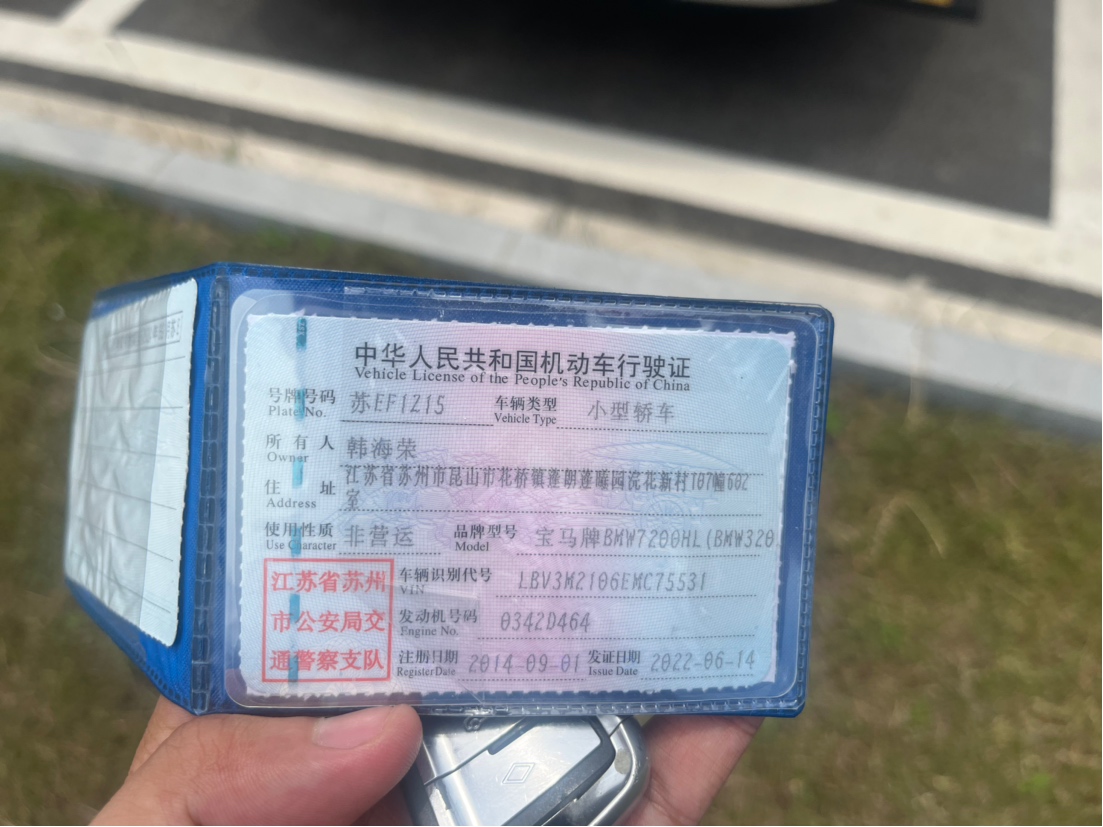 中华人民共和国机动车行驶证
Vehicle License of the People's Republic of China
号牌号码 苏EF1Z15 车辆类型 小型轿车
Plate No. Vehicle Type
所有人 韩海荣
Owner
住址 江苏省苏州市昆山市花桥镇蓬朗蓬曦园浣花新村107幢602
室
Address
使用性质 非营运 品牌型号 宝马牌BMW7200HL(BMW320
Use Character Model
江苏省苏州
市公安局交
通警察支队
车辆识别代号 LBV3M2106EMC75531
VIN
发动机号码 0342D464
Engine No.
注册日期 2014-09-01 发证日期 2022-06-14
Register Date Issue Date